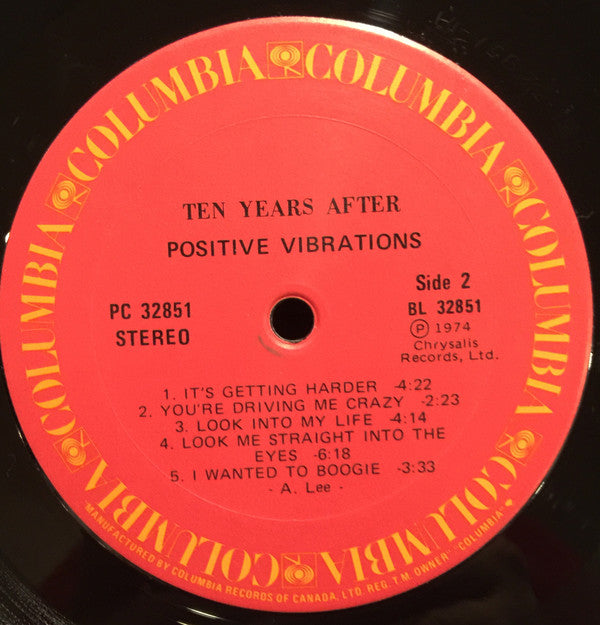 COLUMBIA COLUMBIA COLUMBIA COLUMBIA COLUMBIA COLUMBIA
TEN YEARS AFTER
POSITIVE VIBRATIONS
PC 32851
STEREO
Side 2
BL 32851
Ⓟ 1974
Chrysalis
Records, Ltd.
1. IT'S GETTING HARDER -4:22
2. YOU'RE DRIVING ME CRAZY -2:23
3. LOOK INTO MY LIFE -4:14
4. LOOK ME STRAIGHT INTO THE
EYES -6:18
5. I WANTED TO BOOGIE -3:33
- A. Lee -
"MANUFACTURED BY COLUMBIA RECORDS OF CANADA, LTD. REG. T.M. OWNER" "COLUMBIA"